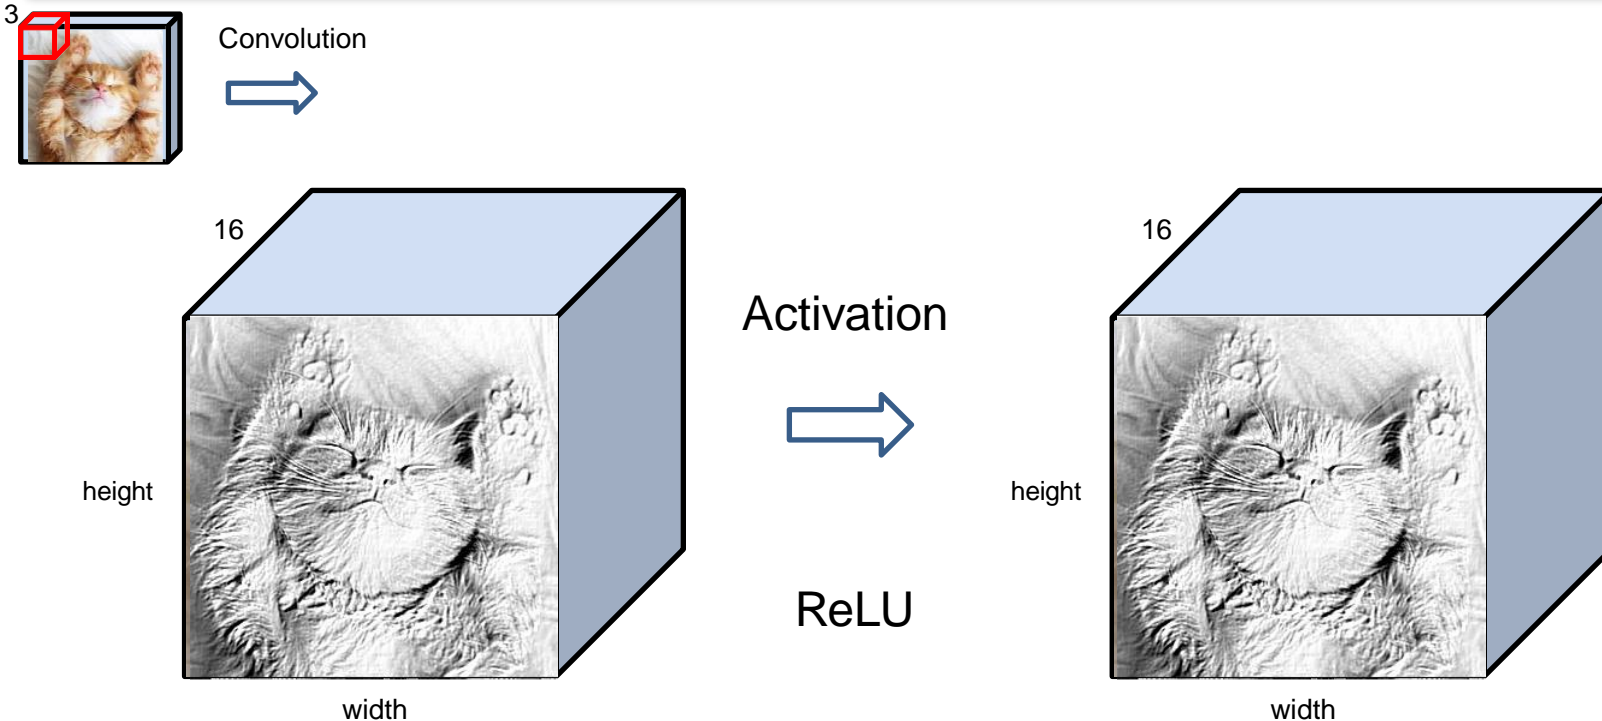 3
Convolution
16
height
width
Activation
ReLU
16
height
width